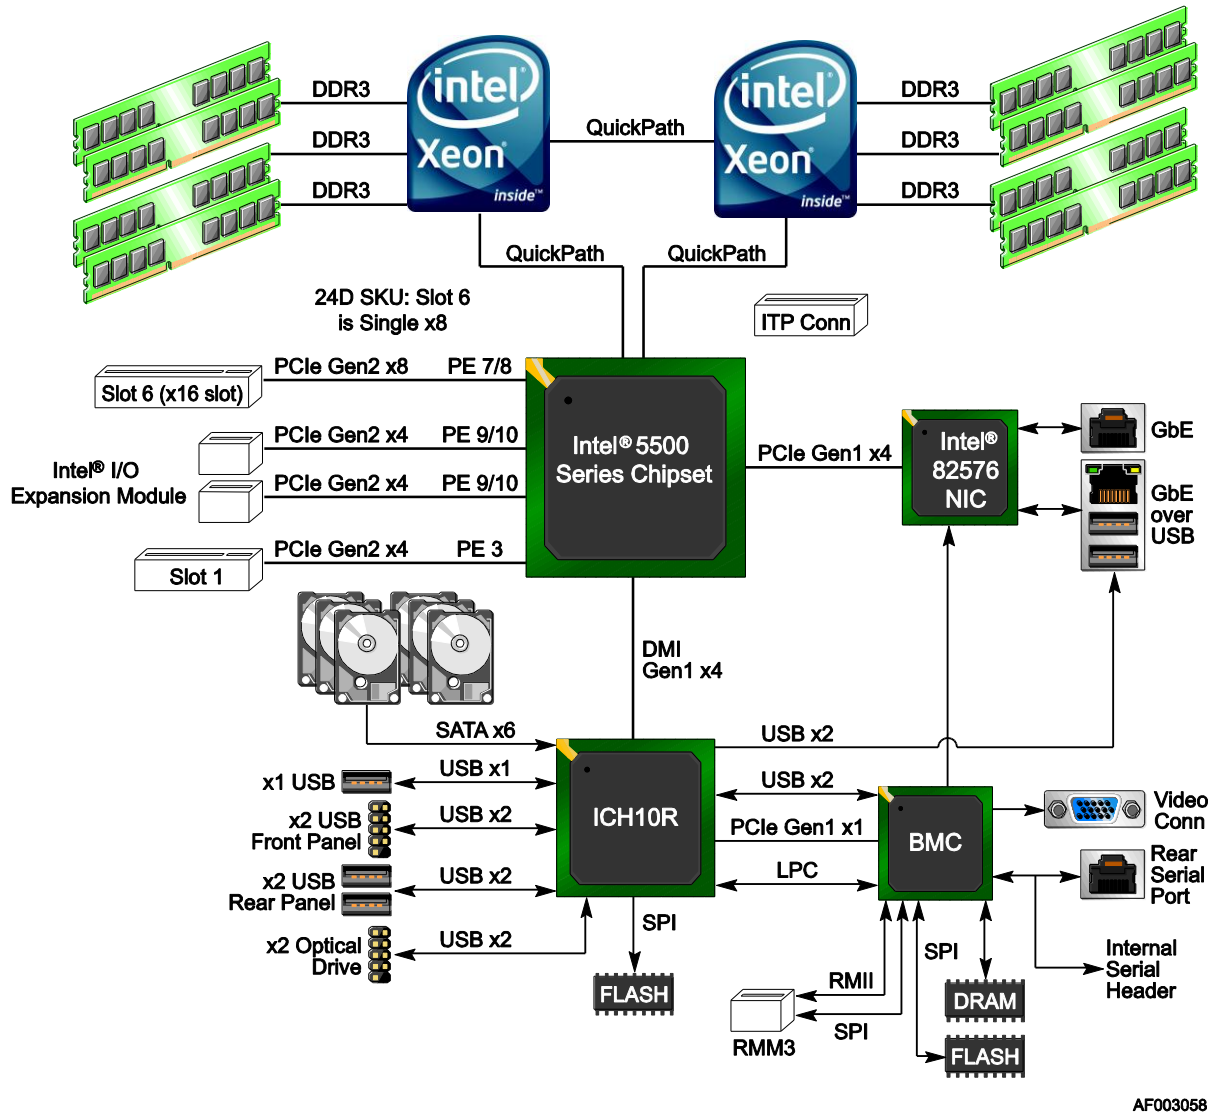 DDR3
DDR3
DDR3
intel®
Xeon®
inside™
QuickPath
intel®
Xeon®
inside™
DDR3
DDR3
DDR3
QuickPath
QuickPath
24D SKU: Slot 6
is Single x8
ITP Conn
Slot 6 (x16 slot)
PCIe Gen2 x8
PE 7/8
PCIe Gen2 x4
PE 9/10
Intel® I/O
Expansion Module
PCIe Gen2 x4
PE 9/10
Slot 1
PCIe Gen2 x4
PE 3
Intel® 5500
Series Chipset
PCIe Gen1 x4
Intel®
82576
NIC
GbE
GbE
over
USB
DMI
Gen1 x4
SATA x6
USB x2
x1 USB
USB x1
x2 USB
Front Panel
USB x2
x2 USB
Rear Panel
USB x2
x2 Optical
Drive
USB x2
ICH10R
USB x2
PCIe Gen1 x1
LPC
BMC
Video
Conn
Rear
Serial
Port
Internal
Serial
Header
SPI
FLASH
RMII
SPI
RMM3
SPI
DRAM
FLASH
AF003058